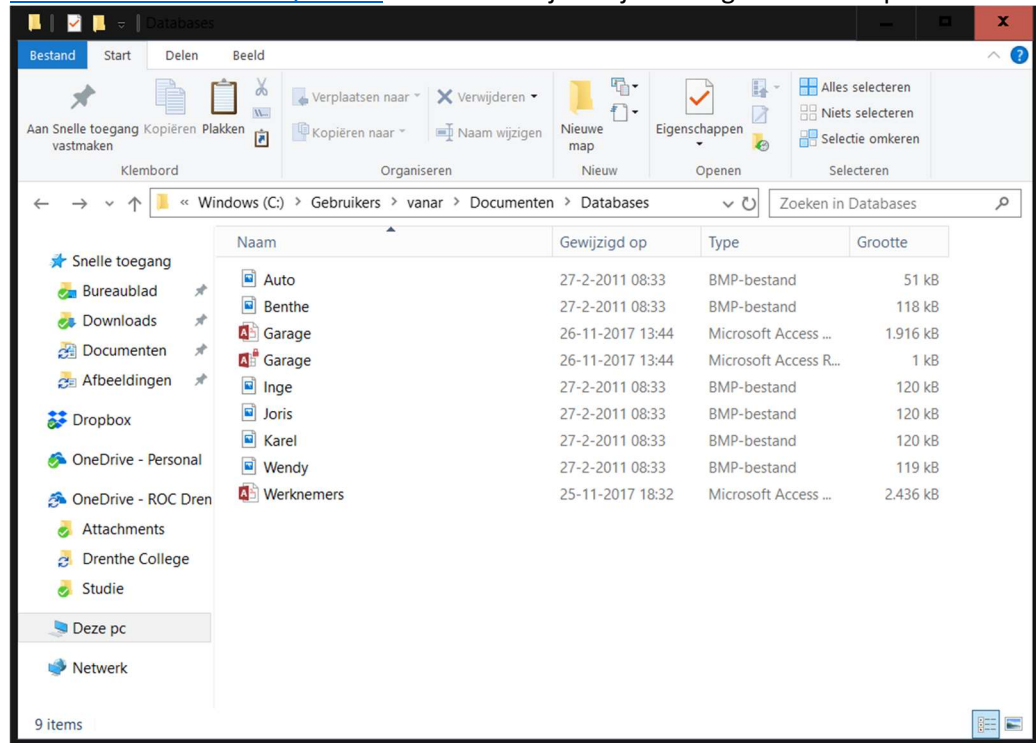 Databases
Bestand Start Delen Beeld
Aan Snelle toegang vastmaken
Kopiëren
Plakken
Klembord
Verplaatsen naar
Kopiëren naar
Verwijderen
Naam wijzigen
Organiseren
Nieuwe map
Nieuw
Eigenschappen
Openen
Alles selecteren
Niets selecteren
Selectie omkeren
Selecteren
« Windows (C:) > Gebruikers > vanar > Documenten > Databases
Zoeken in Databases
Snelle toegang
Bureaublad
Downloads
Documenten
Afbeeldingen
Dropbox
OneDrive - Personal
OneDrive - ROC Dren
Attachments
Drenthe College
Studie
Deze pc
Netwerk
Naam Gewijzigd op Type Grootte
Auto 27-2-2011 08:33 BMP-bestand 51 kB
Benthe 27-2-2011 08:33 BMP-bestand 118 kB
Garage 26-11-2017 13:44 Microsoft Access ... 1.916 kB
Garage 26-11-2017 13:44 Microsoft Access R... 1 kB
Inge 27-2-2011 08:33 BMP-bestand 120 kB
Joris 27-2-2011 08:33 BMP-bestand 120 kB
Karel 27-2-2011 08:33 BMP-bestand 120 kB
Wendy 27-2-2011 08:33 BMP-bestand 119 kB
Werknemers 25-11-2017 18:32 Microsoft Access ... 2.436 kB
9 items